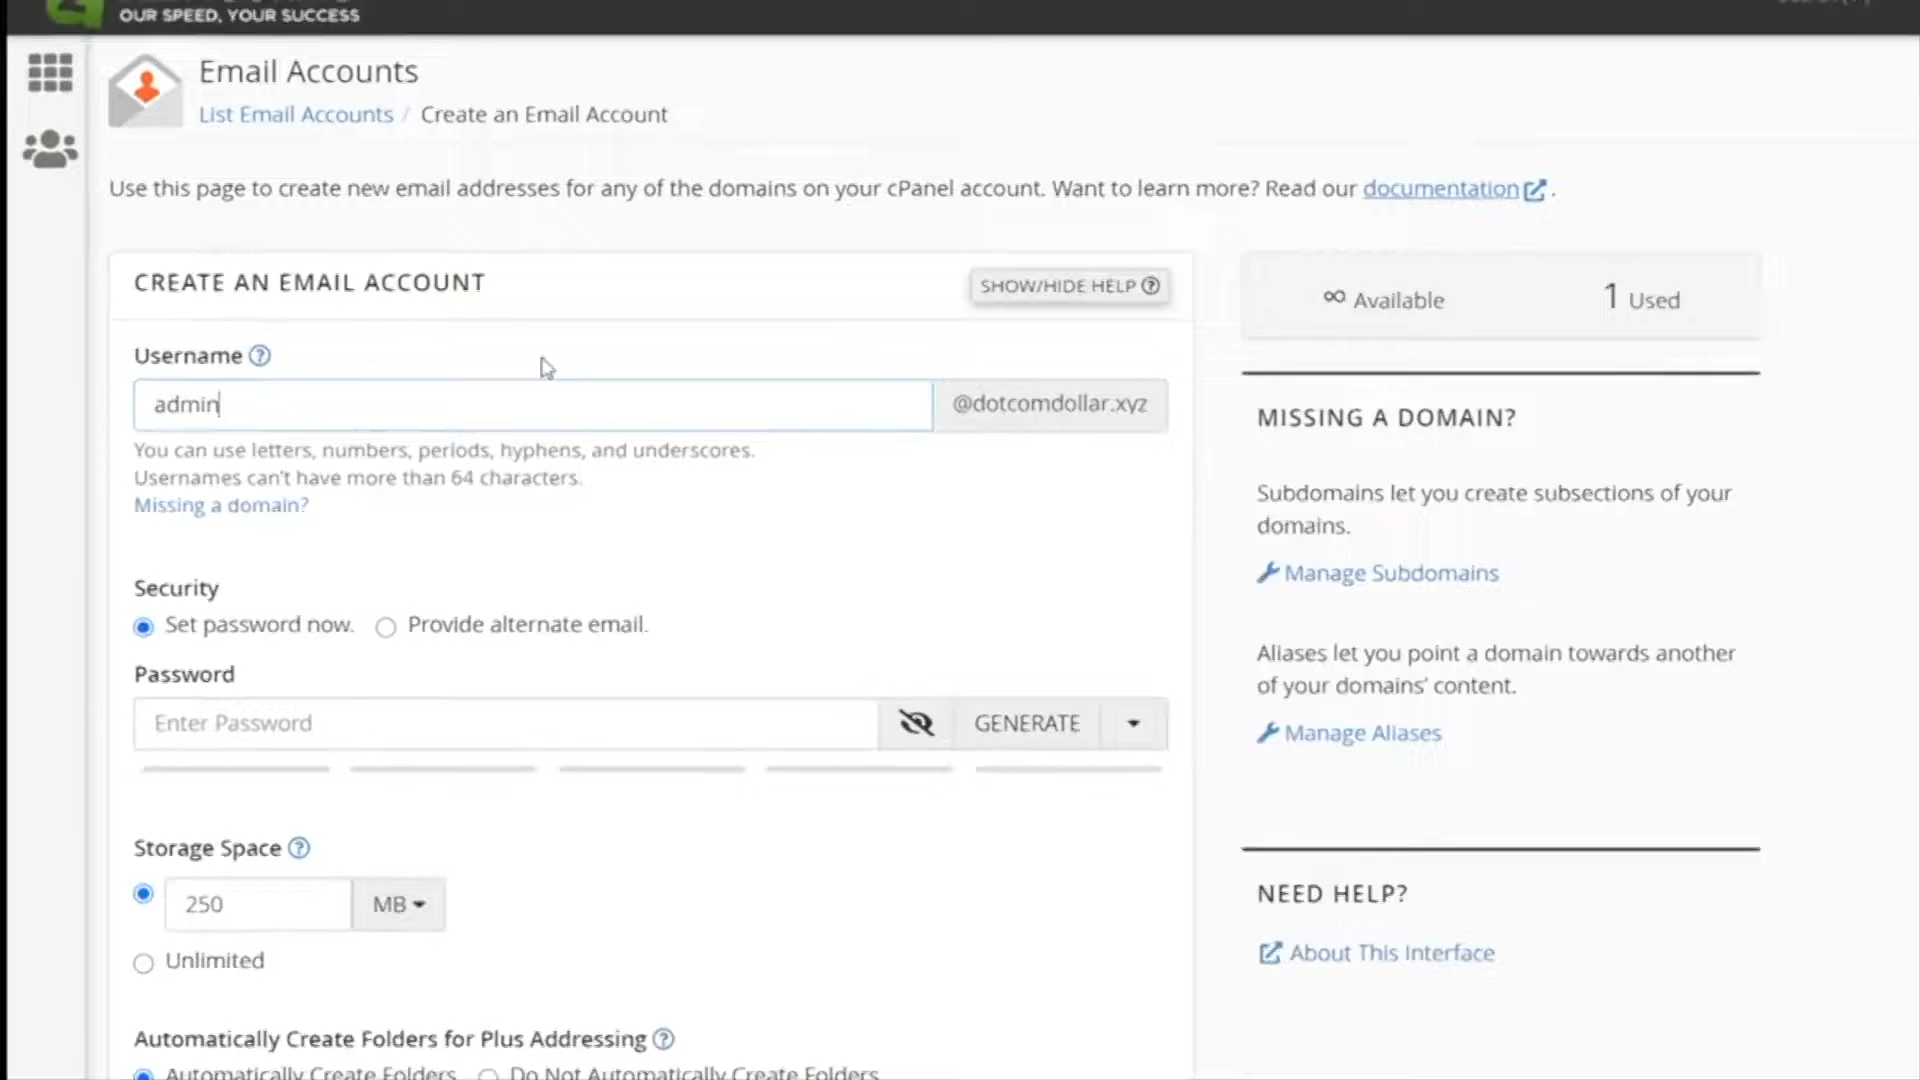 OUR SPEED, YOUR SUCCESS
Email Accounts
List Email Accounts / Create an Email Account
Use this page to create new email addresses for any of the domains on your cPanel account. Want to learn more? Read our documentation .
CREATE AN EMAIL ACCOUNT
SHOW/HIDE HELP
Username
admin
@dotcomdollar.xyz
You can use letters, numbers, periods, hyphens, and underscores.
Usernames can't have more than 64 characters.
Missing a domain?
Security
Set password now. Provide alternate email.
Password
Enter Password
GENERATE
Storage Space
250 MB
Unlimited
Automatically Create Folders for Plus Addressing
Automatically Create Folders Do Not Automatically Create Folders
∞ Available 1 Used
MISSING A DOMAIN?
Subdomains let you create subsections of your
domains.
Manage Subdomains
Aliases let you point a domain towards another
of your domains' content.
Manage Aliases
NEED HELP?
About This Interface